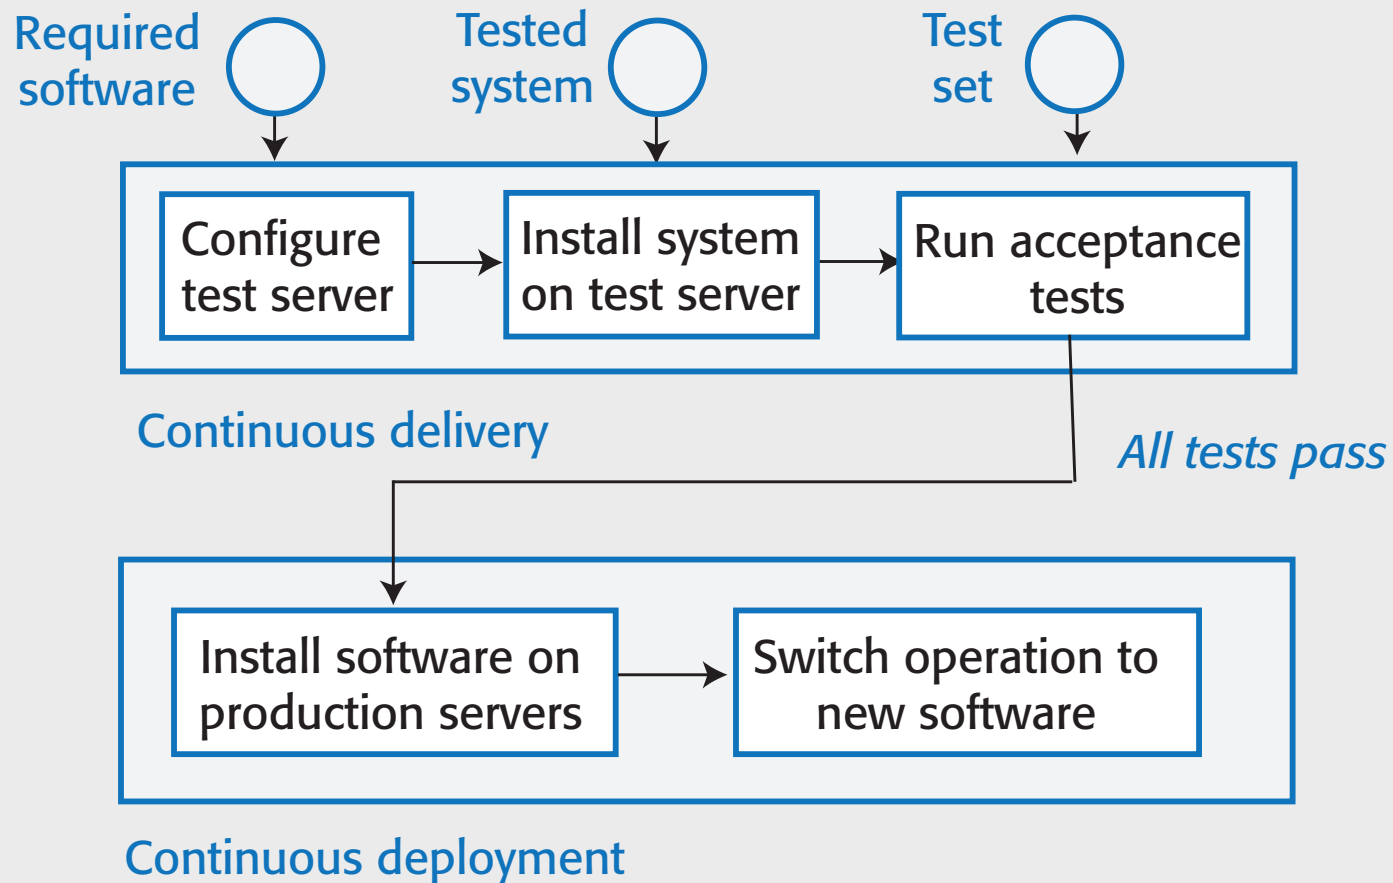 Required
software
Tested
system
Test
set
Configure
test server
Install system
on test server
Run acceptance
tests
Continuous delivery
All tests pass
Install software on
production servers
Switch operation to
new software
Continuous deployment